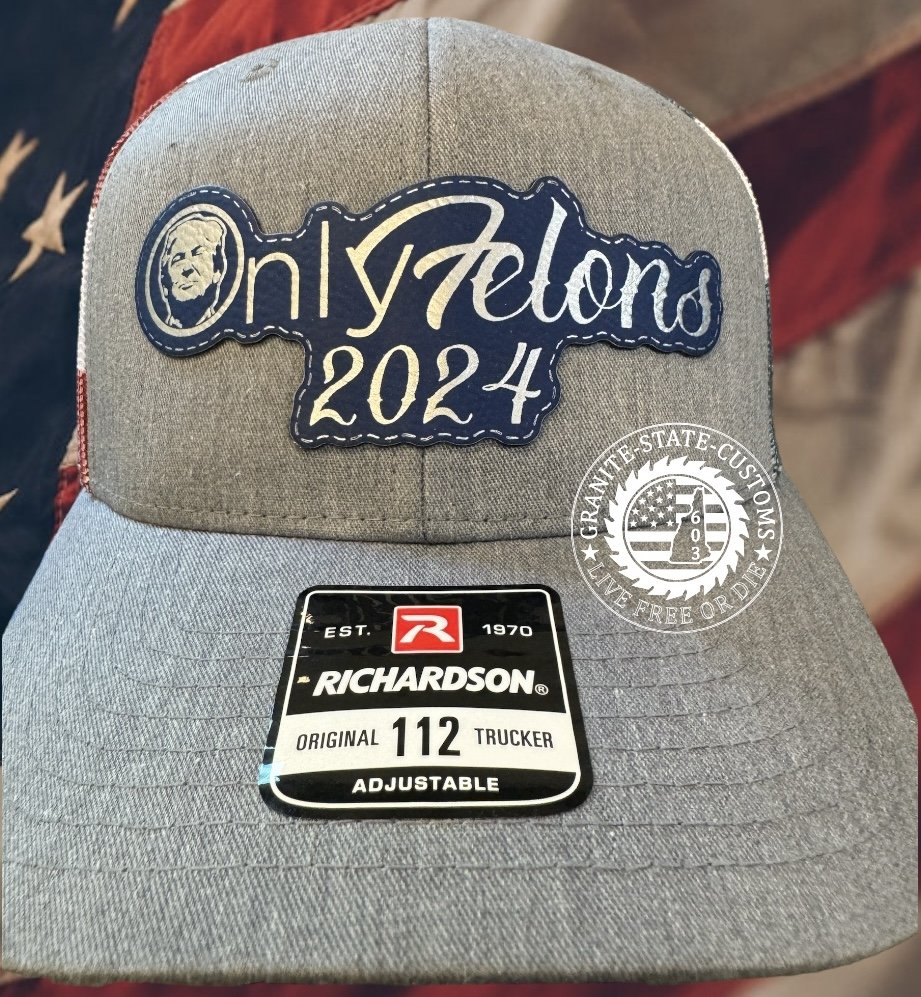 OnlyFelons
2024
GRANITE-STATE-CUSTOMS
603
LIVE FREE OR DIE
EST. R 1970
RICHARDSON®
ORIGINAL 112 TRUCKER
ADJUSTABLE